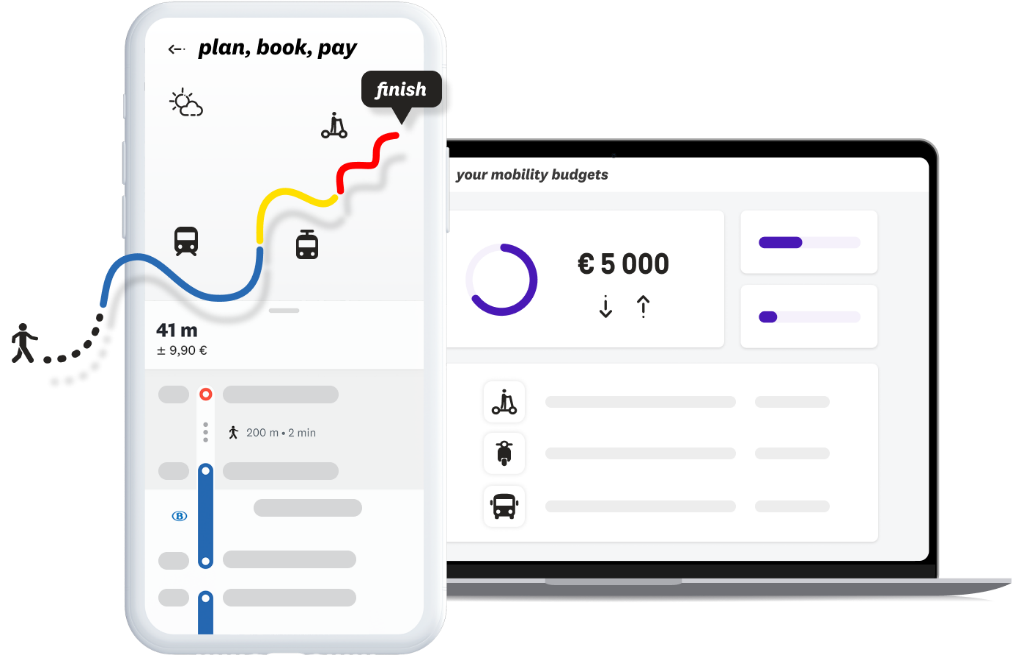 plan, book, pay
finish
41 m
± 9,90 €
200 m • 2 min
B
your mobility budgets
€ 5 000